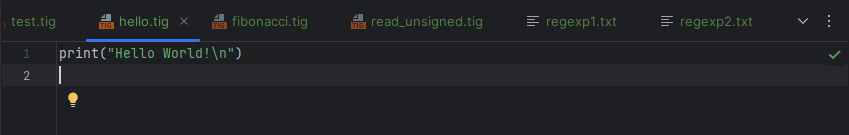 test.tig hello.tig fibonacci.tig read_unsigned.tig regexp1.txt regexp2.txt
1 print("Hello World!\n")
2